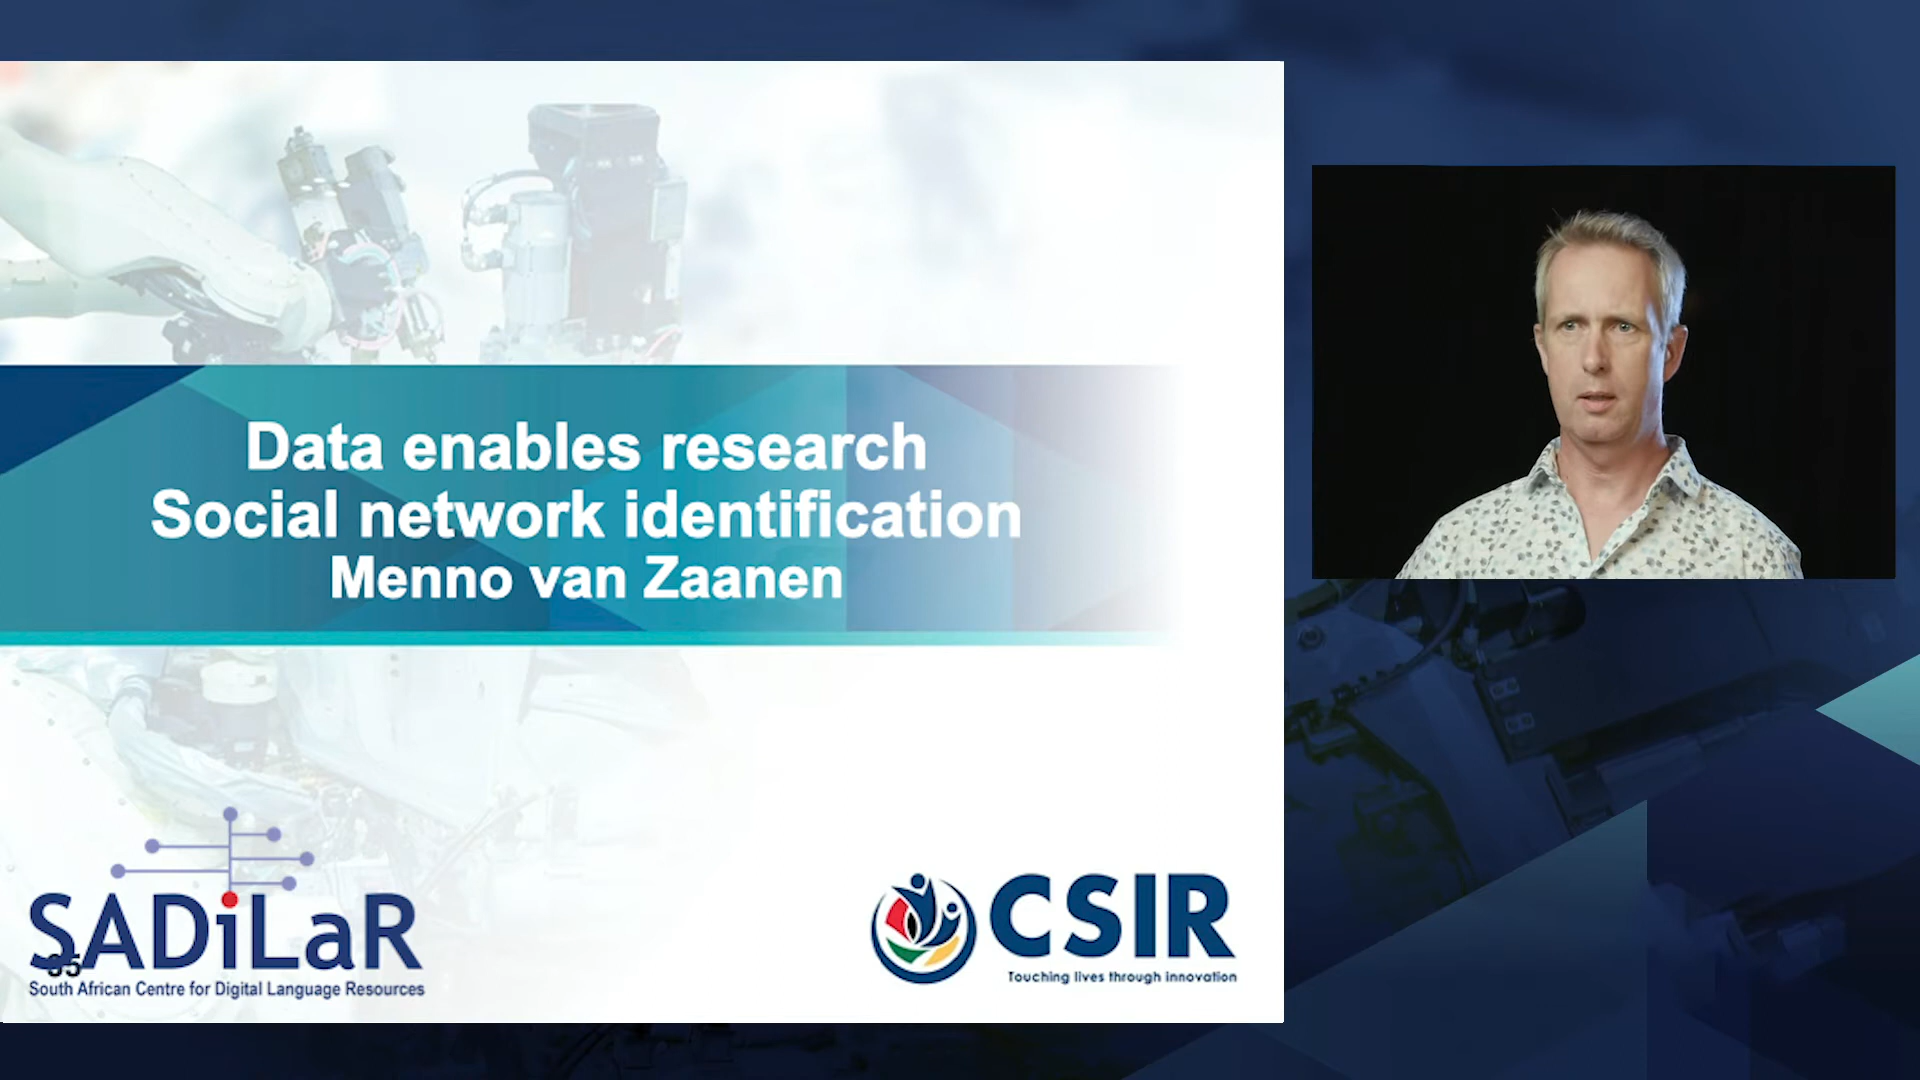 Data enables research
Social network identification
Menno van Zaanen
SADiLaR
35
South African Centre for Digital Language Resources
CSIR
Touching lives through innovation